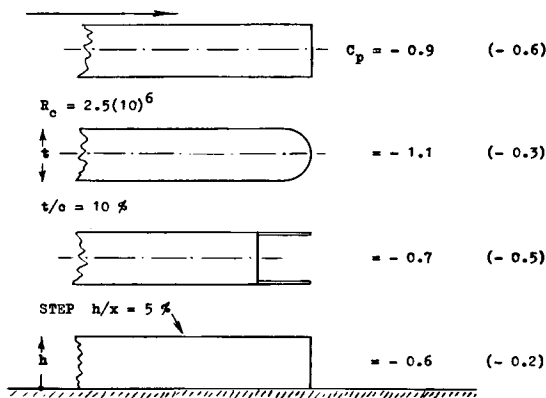 C_p = - 0.9 (- 0.6)
R_c = 2.5(10)^6
t = - 1.1 (- 0.3)
t/c = 10 %
= - 0.7 (- 0.5)
STEP h/x = 5 %
h = - 0.6 (- 0.2)